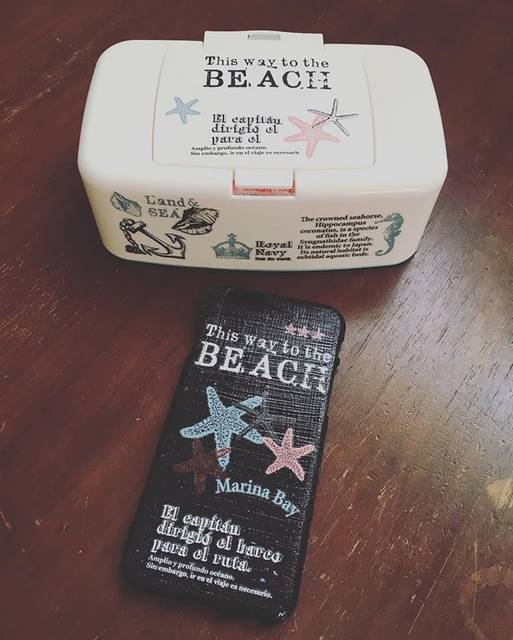 This way to the
BEACH
El capitán
dirigió el
para el
Amplio y profundo océano.
Sin embargo, ir en el viaje es necesario
Land &
SEA
Royal
Navy
tour the world.
The crowned seahorse,
Hippocampus
coronatus, is a species
of fish in the
Syngnathidae family.
It is endemic to Japan.
Its natural habitat is
subtidal aquatic beds.
This way to the
BEACH
Marina Bay
El capitán
dirigió el barco
para el ruta.
Amplio y profundo océano.
Sin embargo, ir en el viaje es necesario.